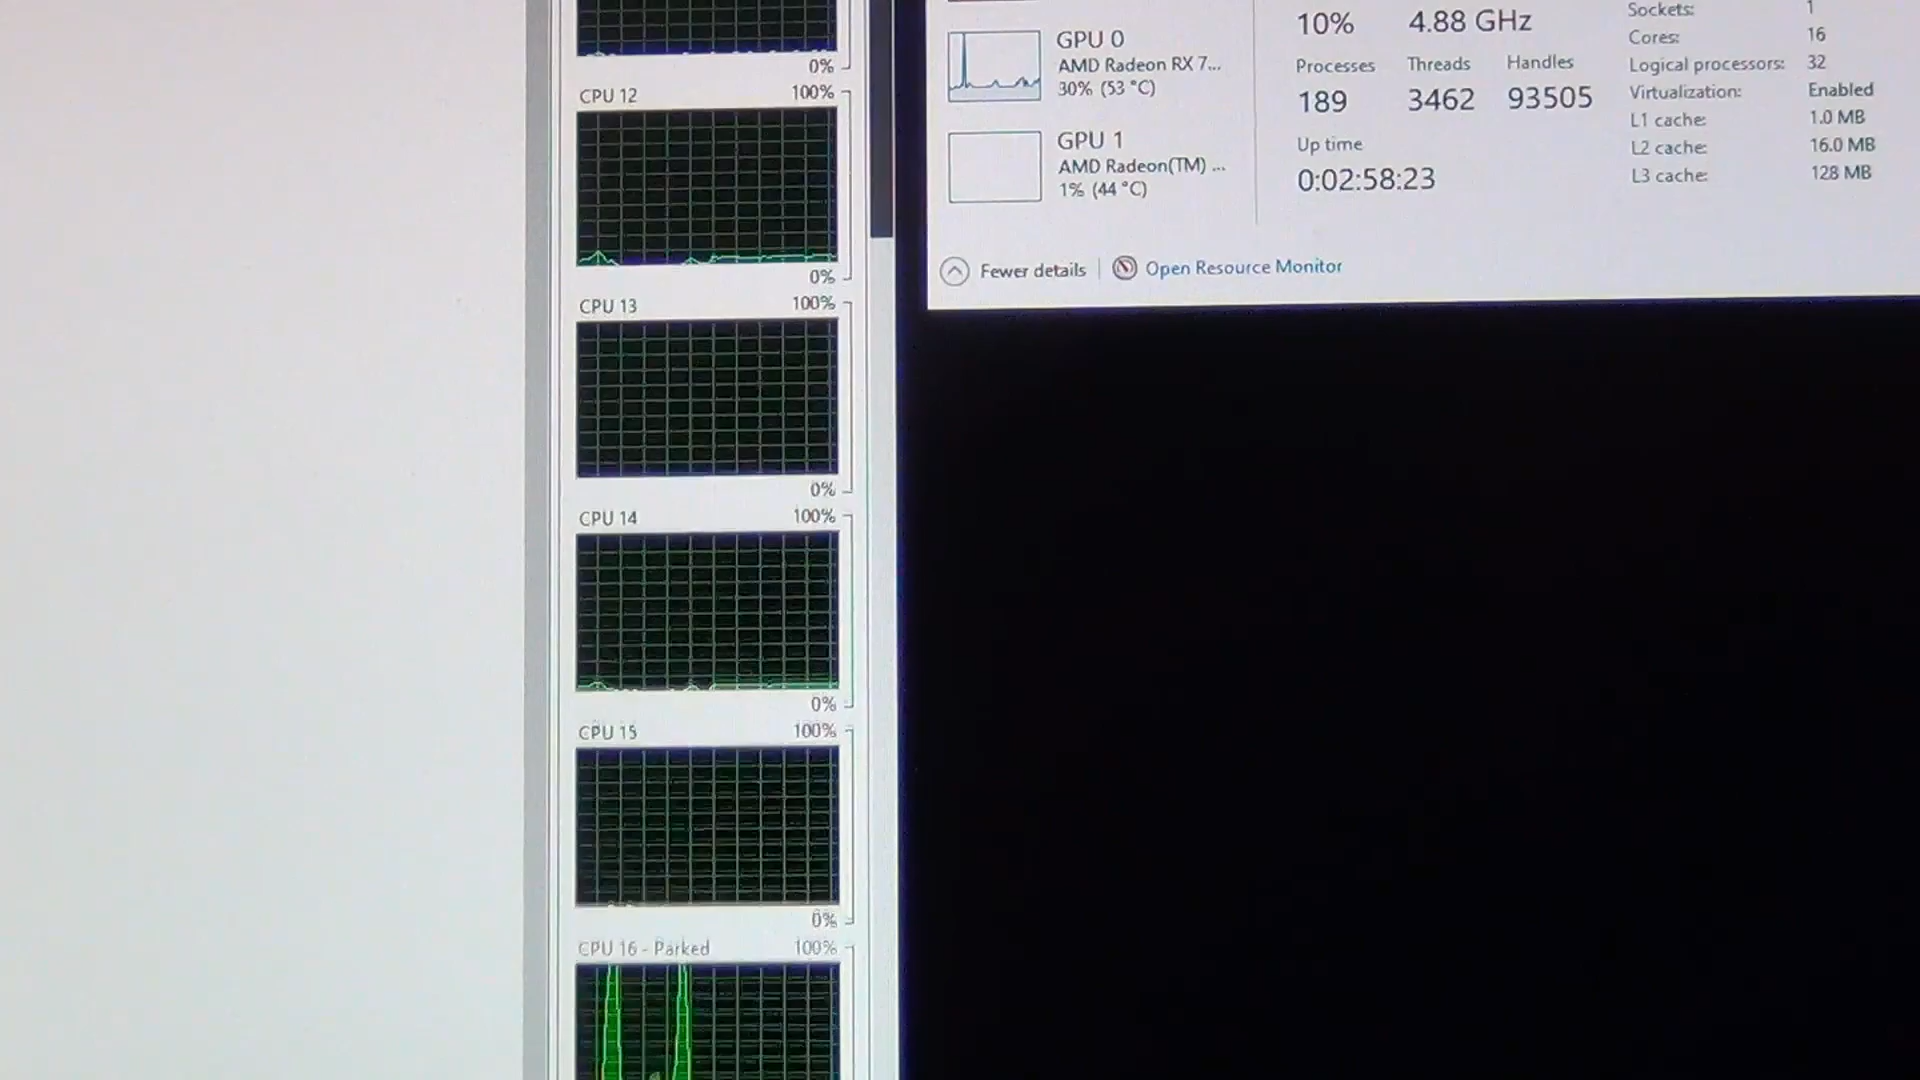 0%
CPU 12 100%
0%
CPU 13 100%
0%
CPU 14 100%
0%
CPU 15 100%
0%
CPU 16 - Parked 100%
GPU 0
AMD Radeon RX 7...
30% (53 °C)
GPU 1
AMD Radeon(TM) ...
1% (44 °C)
Fewer details
Open Resource Monitor
10% 4.88 GHz
Processes Threads Handles
189 3462 93505
Up time
0:02:58:23
Sockets: 1
Cores: 16
Logical processors: 32
Virtualization: Enabled
L1 cache: 1.0 MB
L2 cache: 16.0 MB
L3 cache: 128 MB